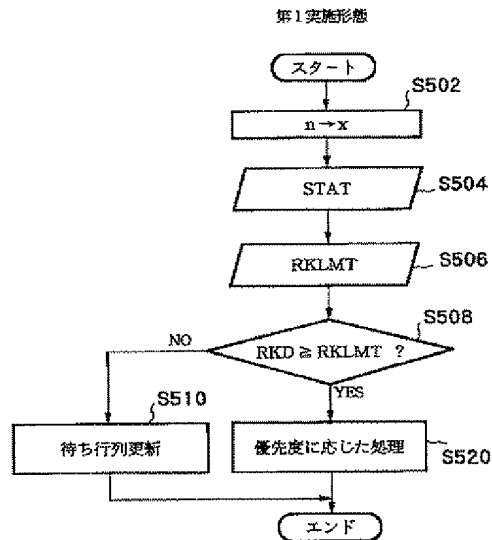 第1実施形態
スタート
S502
n→x
STAT
S504
RKLMT
S506
S508
RKD ≧ RKLMT ?
NO
YES
S510
待ち行列更新
優先度に応じた処理
S520
エンド